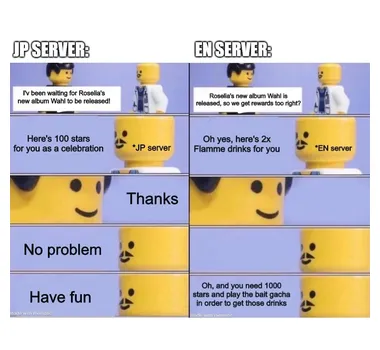 JP SERVER:
I'v been waiting for Roselia's
new album Wahl to be released!
Here's 100 stars
for you as a celebration
*JP server
Thanks
No problem
Have fun
EN SERVER:
Roselia's new album Wahl is
released, so we get rewards too right?
Oh yes, here's 2x
Flamme drinks for you
*EN server
Oh, and you need 1000
stars and play the bait gacha
in order to get those drinks